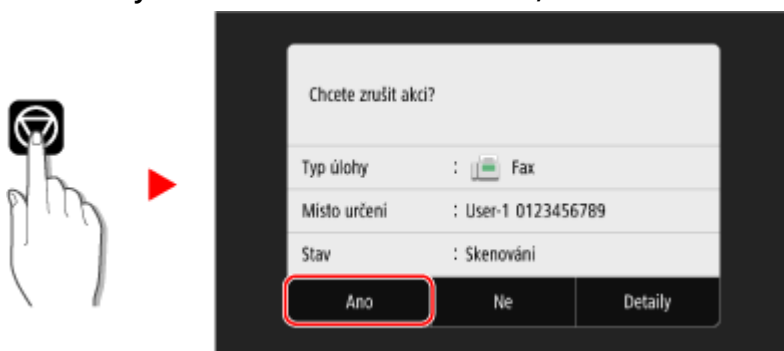 Chcete zrušit akci?
Typ úlohy : Fax
Místo určení : User-1 0123456789
Stav : Skenování
Ano Ne Detaily